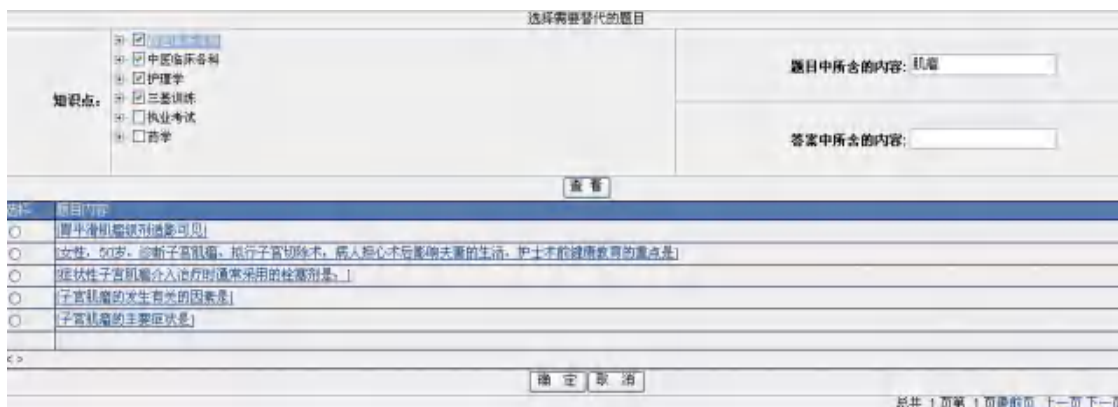 选择需要替代的题目
中医临床各科
护理学
知识点:
三基训练
执业考试
药学
题目中所含的内容: 肌瘤
答案中所含的内容:
查 看
选择 题目内容
[胃平滑肌瘤钡剂造影可见]
[女性，50岁，诊断子宫肌瘤，拟行子宫切除术，病人担心术后影响夫妻的生活，护士术前健康教育的重点是]
[症状性子宫肌瘤介入治疗时通常采用的栓塞剂是：]
[子宫肌瘤的发生有关的因素是]
[子宫肌瘤的主要症状是]
< >
确 定 取 消
总共 1 页第 1 页最前页 上一页 下一